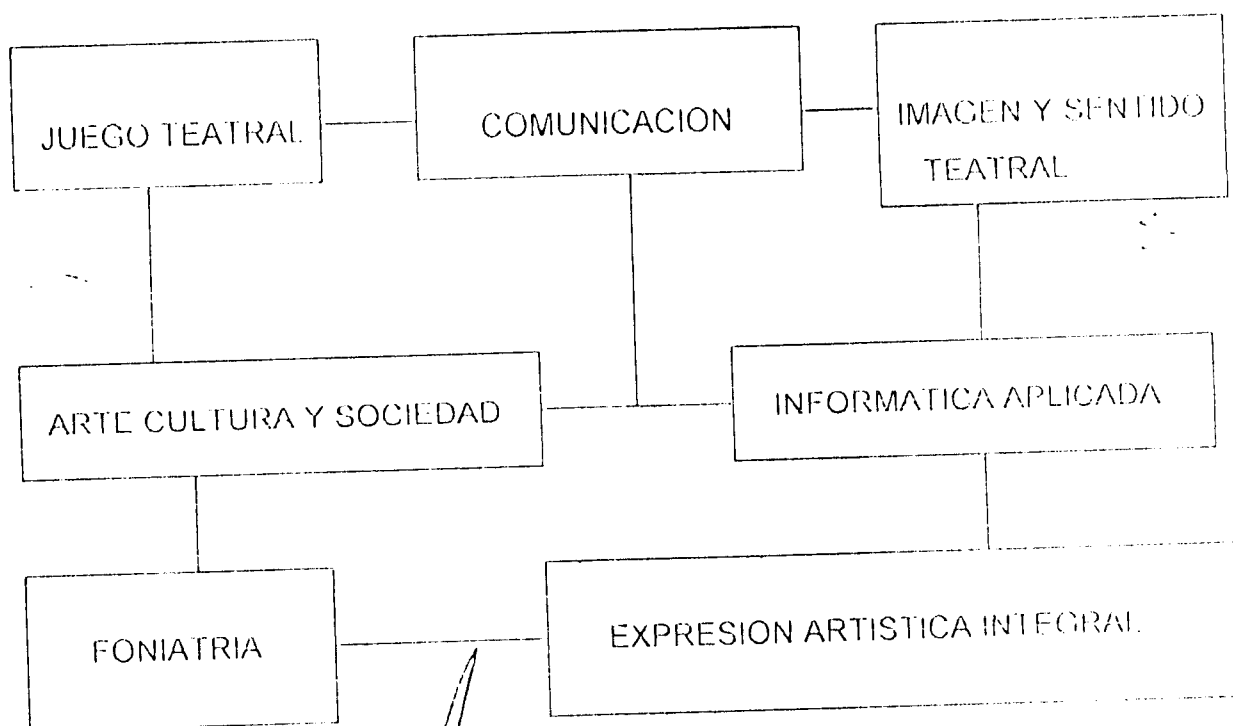 JUEGO TEATRAL
COMUNICACION
IMAGEN Y SENTIDO
TEATRAL
ARTE CULTURA Y SOCIEDAD
INFORMATICA APLICADA
FONIATRIA
EXPRESION ARTISTICA INTEGRAL